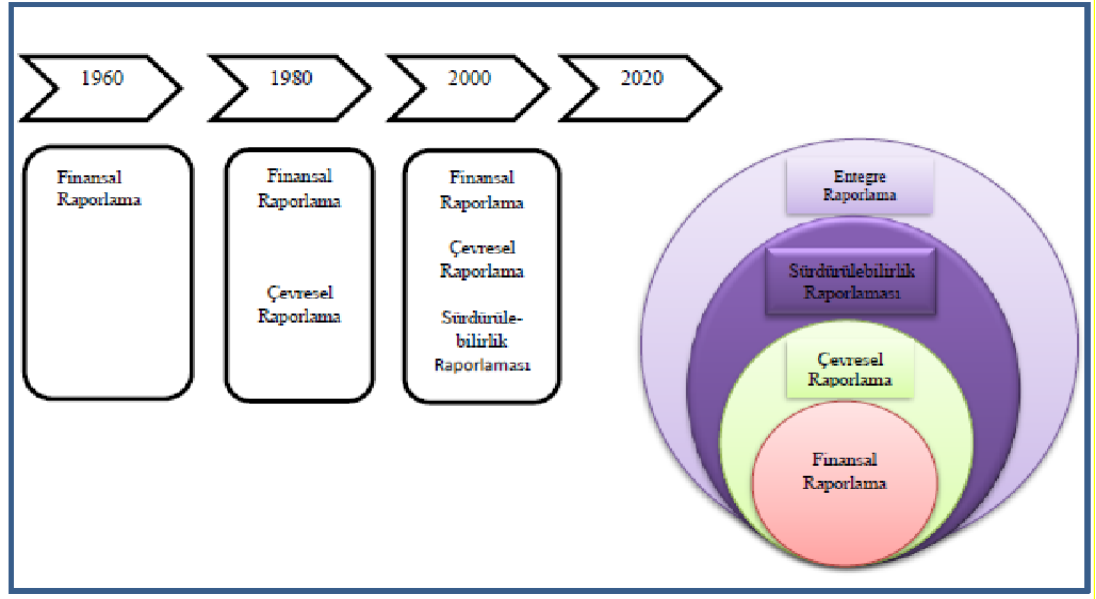 1960
1980
2000
2020
Finansal
Raporlama
Finansal
Raporlama
Çevresel
Raporlama
Finansal
Raporlama
Çevresel
Raporlama
Sürdürüle-
bilirlik
Raporlaması
Entegre
Raporlama
Sürdürülebilirlik
Raporlaması
Çevresel
Raporlama
Finansal
Raporlama